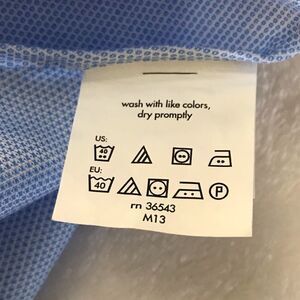 wash with like colors,
dry promptly
US:
40
EU:
40 P
rn 36543
M13